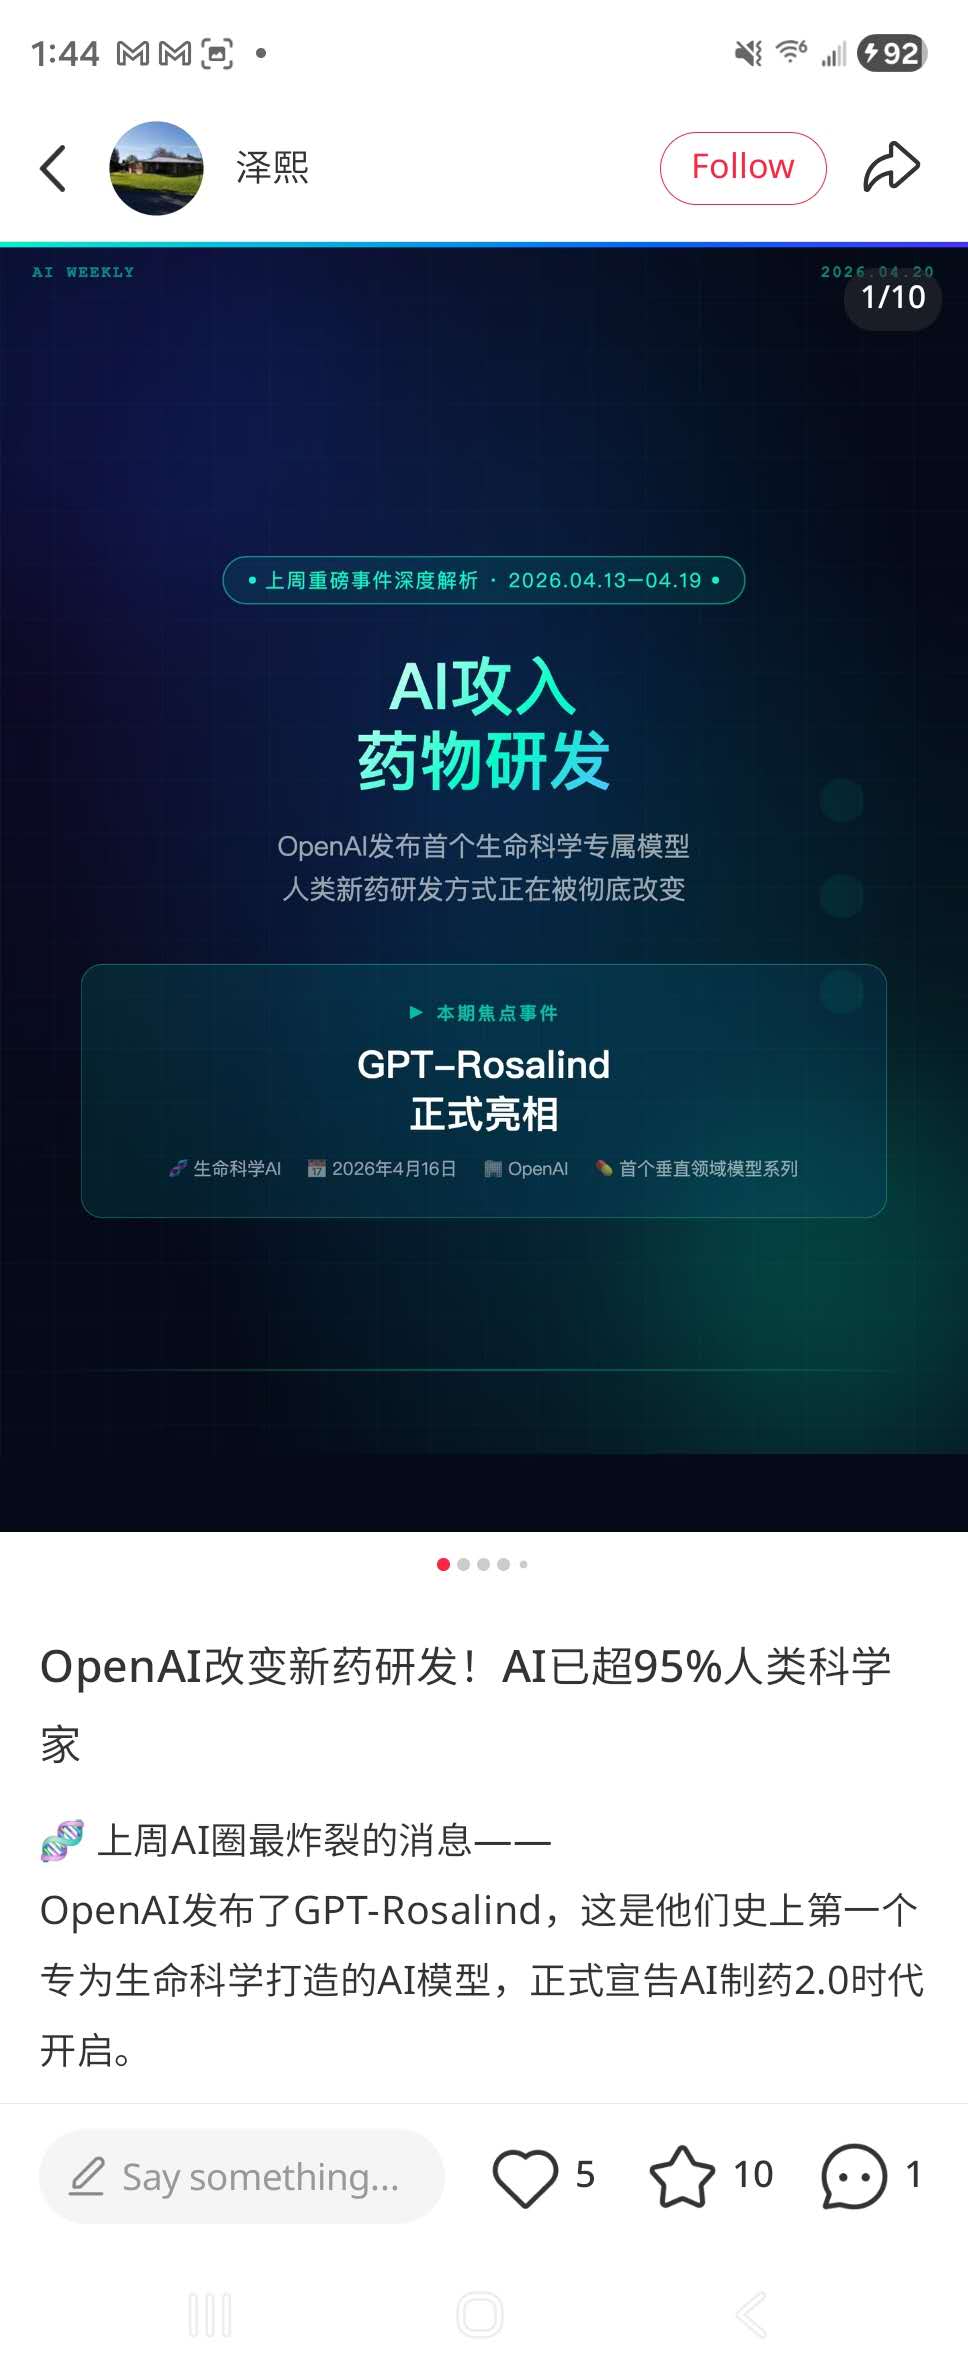 1:44
92
泽熙
Follow
AI WEEKLY
2026.04.20
1/10
上周重磅事件深度解析 · 2026.04.13—04.19
AI攻入
药物研发
OpenAI发布首个生命科学专属模型
人类新药研发方式正在被彻底改变
▶ 本期焦点事件
GPT-Rosalind
正式亮相
生命科学AI 2026年4月16日 OpenAI 首个垂直领域模型系列
OpenAI改变新药研发！AI已超95%人类科学
家
🧬 上周AI圈最炸裂的消息——
OpenAI发布了GPT-Rosalind，这是他们史上第一个
专为生命科学打造的AI模型，正式宣告AI制药2.0时代
开启。
Say something...
5
10
1